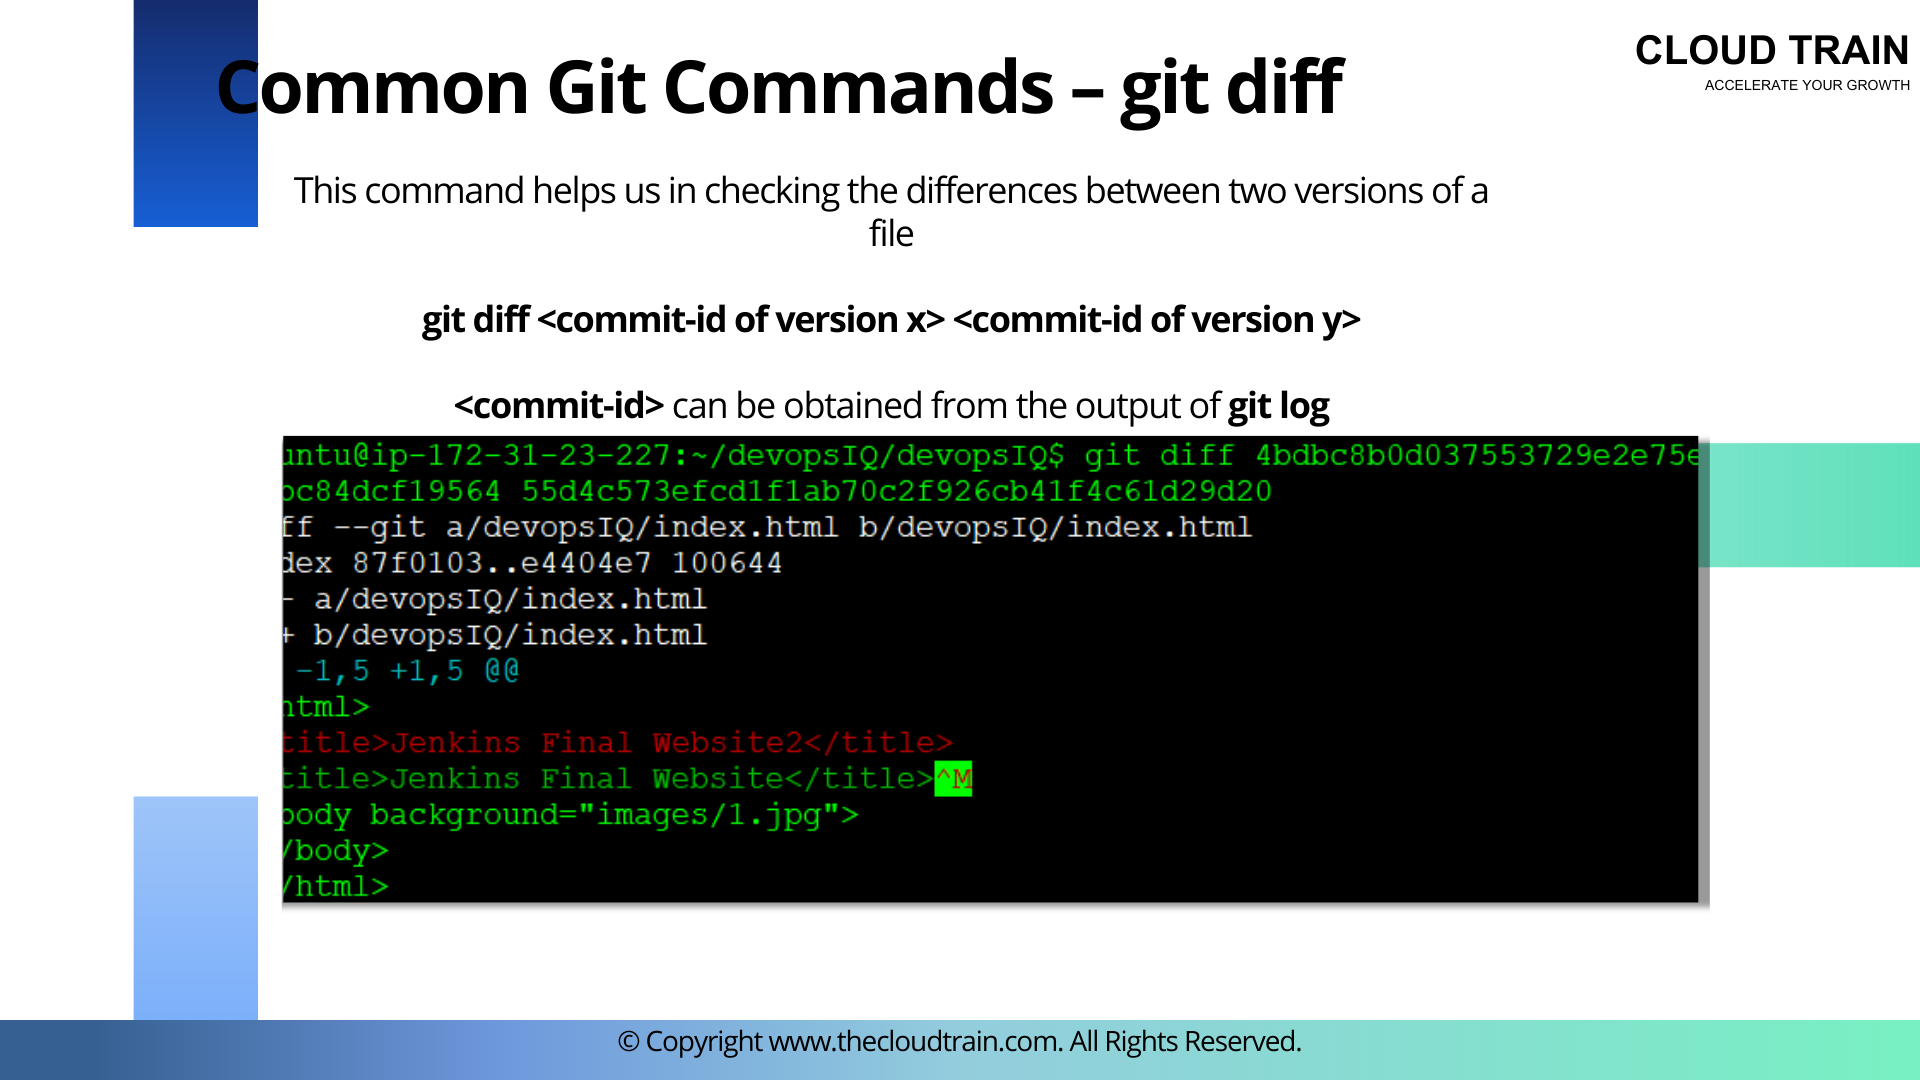 Common Git Commands – git diff
CLOUD TRAIN
ACCELERATE YOUR GROWTH
This command helps us in checking the differences between two versions of a
file
git diff <commit-id of version x> <commit-id of version y>
<commit-id> can be obtained from the output of git log
untu@ip-172-31-23-227:~/devopsIQ/devopsIQ$ git diff 4bdbc8b0d037553729e2e75e
bc84dcf19564 55d4c573efcd1f1ab70c2f926cb41f4c61d29d20
ff --git a/devopsIQ/index.html b/devopsIQ/index.html
dex 87f0103..e4404e7 100644
- a/devopsIQ/index.html
+ b/devopsIQ/index.html
-1,5 +1,5 @@
html>
title>Jenkins Final Website2</title>
title>Jenkins Final Website</title>^M
body background="images/1.jpg">
/body>
/html>
© Copyright www.thecloudtrain.com. All Rights Reserved.